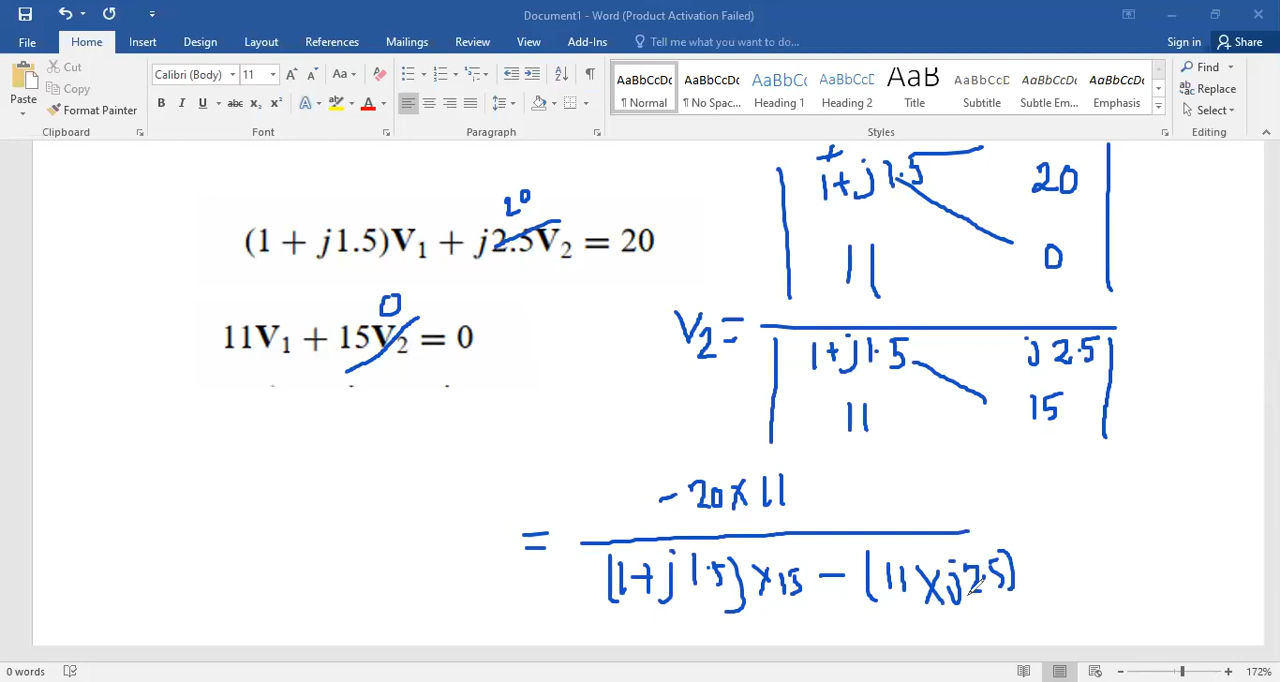 Document1 - Word (Product Activation Failed)
File Home Insert Design Layout References Mailings Review View Add-Ins Tell me what you want to do... Sign in Share
Paste Cut Copy Format Painter
Calibri (Body) 11 Aa
B I U abc x₂ x² A A
AaBbCcDc AaBbCcDc AaBbCc AaBbCcE AaB AaBbCcD AaBbCcDc AaBbCcDc
¶ Normal ¶ No Spac... Heading 1 Heading 2 Title Subtitle Subtle Em... Emphasis
Find Replace Select
Clipboard Font Paragraph Styles Editing
20
(1 + j1.5)V₁ + j2.5V₂ = 20
0
11V₁ + 15V₂ = 0
+
1+j1.5 20
11 0
V2=
1+j1.5 j2.5
11 15
-20×11
=
(1+j1.5)×15-(11×j2.5)
0 words 172%